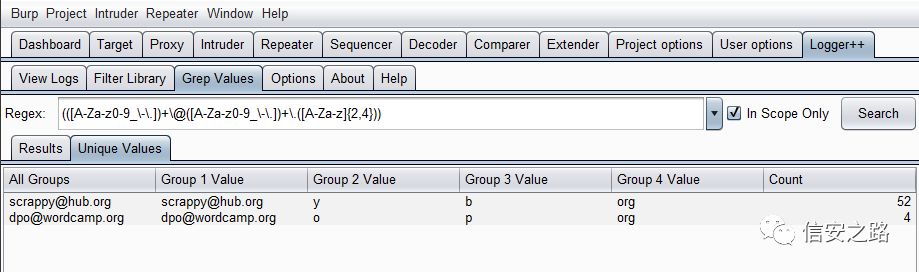 Burp Project Intruder Repeater Window Help
Dashboard Target Proxy Intruder Repeater Sequencer Decoder Comparer Extender Project options User options Logger++
View Logs Filter Library Grep Values Options About Help
Regex: (([A-Za-z0-9_\-\.])+\@([A-Za-z0-9_\-\.])+\.([A-Za-z]{2,4})) In Scope Only Search
Results Unique Values
All Groups Group 1 Value Group 2 Value Group 3 Value Group 4 Value Count
scrappy@hub.org scrappy@hub.org y b org 52
dpo@wordcamp.org dpo@wordcamp.org o p org 4
信安之路